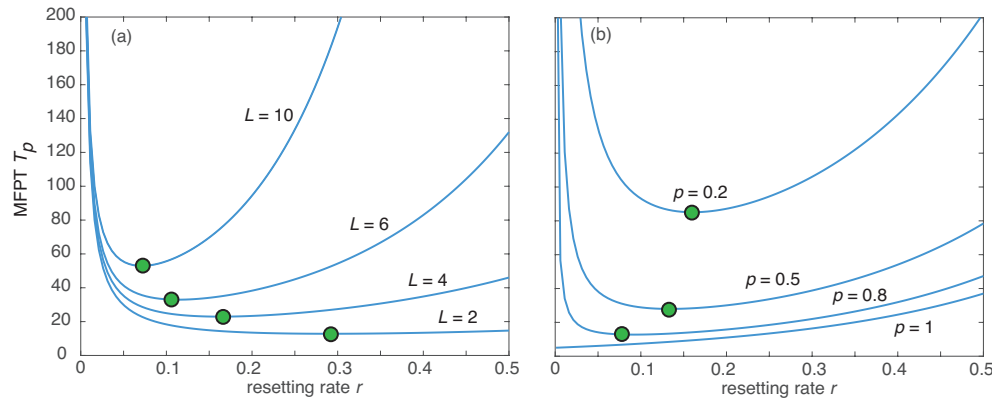 (a)
MFPT Tp
200
180
160
140
120
100
80
60
40
20
0
L = 10
L = 6
L = 4
L = 2
0 0.1 0.2 0.3 0.4 0.5
resetting rate r
(b)
p = 0.2
p = 0.5
p = 0.8
p = 1
0 0.1 0.2 0.3 0.4 0.5
resetting rate r